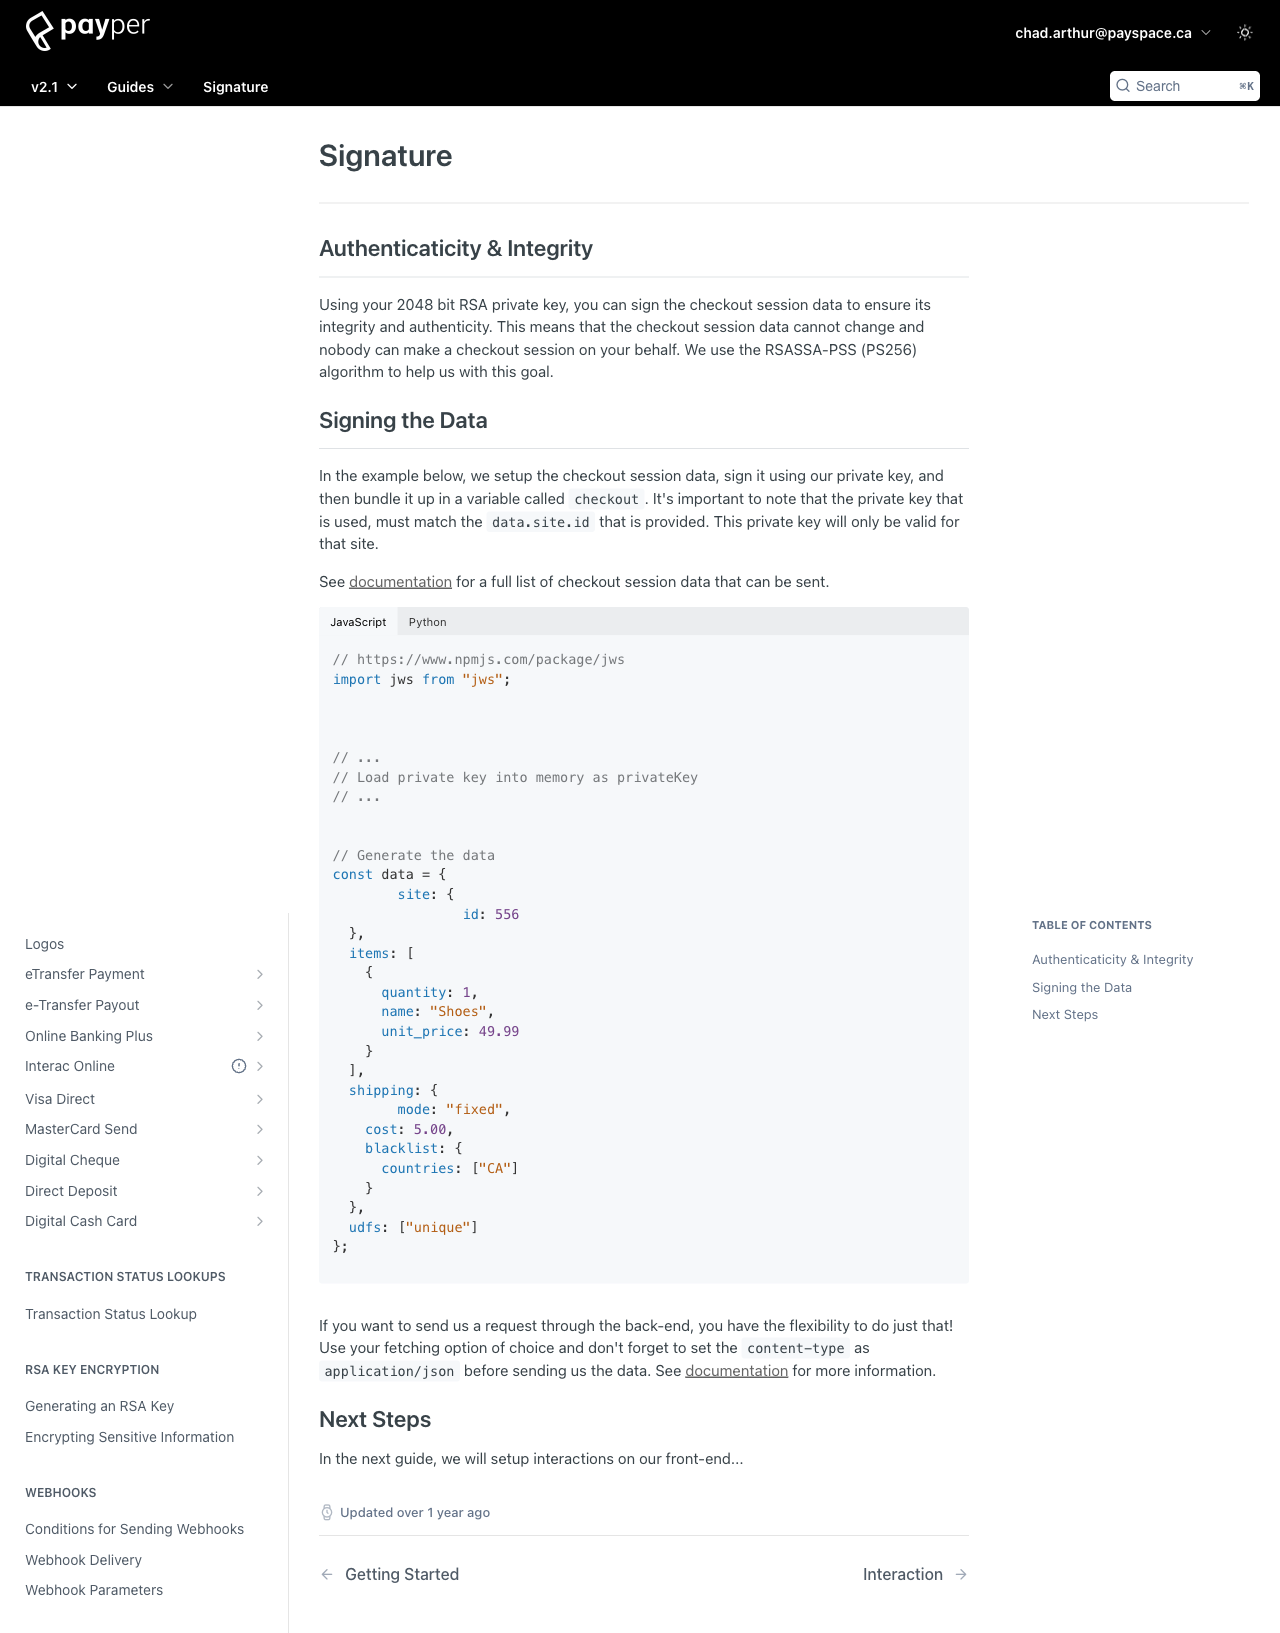 payper
chad.arthur@payspace.ca
v2.1
Guides
Signature
Search
⌘K
Signature
Authenticaticity & Integrity
Using your 2048 bit RSA private key, you can sign the checkout session data to ensure its
integrity and authenticity. This means that the checkout session data cannot change and
nobody can make a checkout session on your behalf. We use the RSASSA-PSS (PS256)
algorithm to help us with this goal.
Signing the Data
In the example below, we setup the checkout session data, sign it using our private key, and
then bundle it up in a variable called checkout. It's important to note that the private key that
is used, must match the data.site.id that is provided. This private key will only be valid for
that site.
See documentation for a full list of checkout session data that can be sent.
JavaScript
Python
// https://www.npmjs.com/package/jws
import jws from "jws";
// ...
// Load private key into memory as privateKey
// ...
// Generate the data
const data = {
site: {
id: 556
},
items: [
{
quantity: 1,
name: "Shoes",
unit_price: 49.99
}
],
shipping: {
mode: "fixed",
cost: 5.00,
blacklist: {
countries: ["CA"]
}
},
udfs: ["unique"]
};
If you want to send us a request through the back-end, you have the flexibility to do just that!
Use your fetching option of choice and don't forget to set the content-type as
application/json before sending us the data. See documentation for more information.
Next Steps
In the next guide, we will setup interactions on our front-end...
Updated over 1 year ago
Getting Started
Interaction
Logos
eTransfer Payment
e-Transfer Payout
Online Banking Plus
Interac Online
Visa Direct
MasterCard Send
Digital Cheque
Direct Deposit
Digital Cash Card
TRANSACTION STATUS LOOKUPS
Transaction Status Lookup
RSA KEY ENCRYPTION
Generating an RSA Key
Encrypting Sensitive Information
WEBHOOKS
Conditions for Sending Webhooks
Webhook Delivery
Webhook Parameters
TABLE OF CONTENTS
Authenticaticity & Integrity
Signing the Data
Next Steps